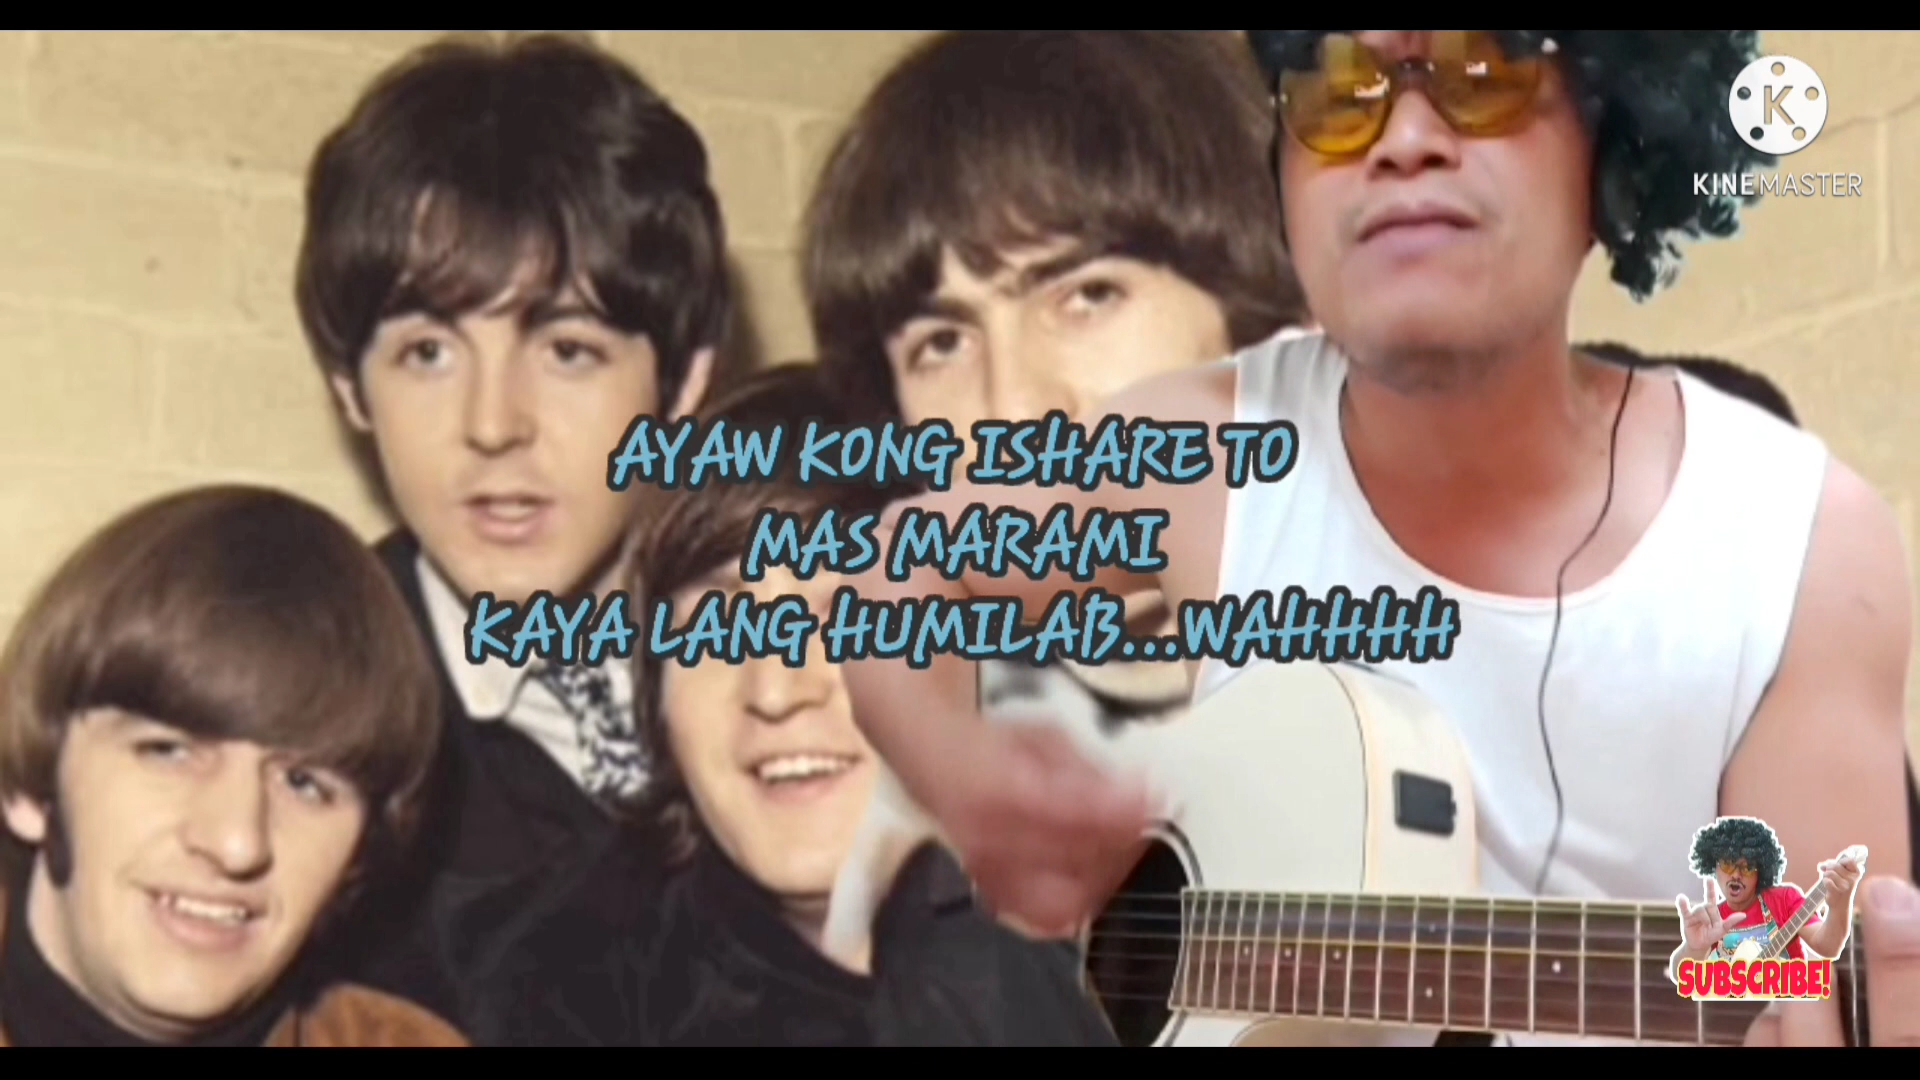 K
KINEMASTER
AYAW KONG ISHARE TO
MAS MARAMI
KAYA LANG HUMILAB...WAHHHH
SUBSCRIBE!